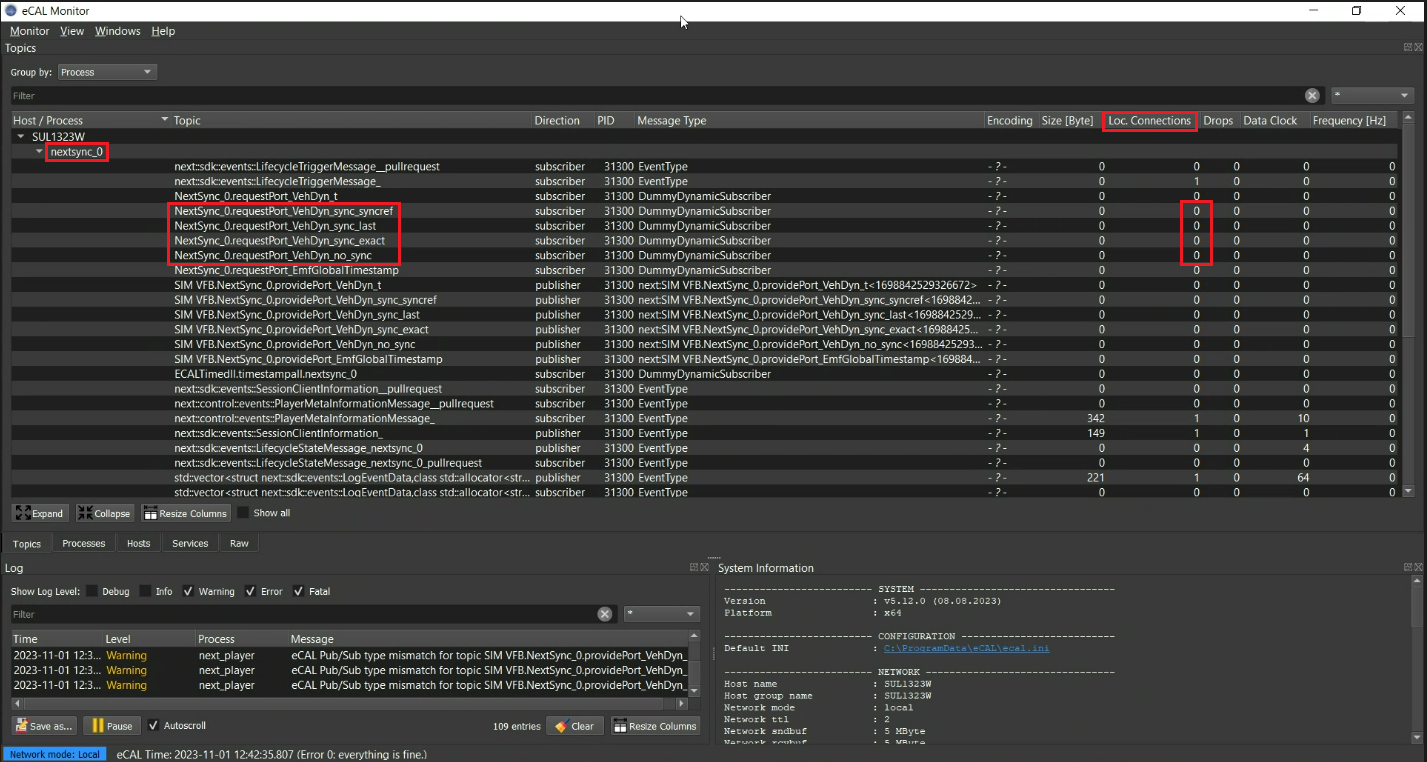 eCAL Monitor
Monitor View Windows Help
Topics
Group by: Process
Filter *
Host / Process Topic Direction PID Message Type Encoding Size [Byte] Loc. Connections Drops Data Clock Frequency [Hz]
SUL1323W
nextsync_0
next::sdk::events::LifecycleTriggerMessage__pullrequest subscriber 31300 EventType - ? - 0 0 0 0 0
next::sdk::events::LifecycleTriggerMessage_ subscriber 31300 EventType - ? - 0 1 0 0 0
NextSync_0.requestPort_VehDyn_t subscriber 31300 DummyDynamicSubscriber - ? - 0 0 0 0 0
NextSync_0.requestPort_VehDyn_sync_syncref subscriber 31300 DummyDynamicSubscriber - ? - 0 0 0 0 0
NextSync_0.requestPort_VehDyn_sync_last subscriber 31300 DummyDynamicSubscriber - ? - 0 0 0 0 0
NextSync_0.requestPort_VehDyn_sync_exact subscriber 31300 DummyDynamicSubscriber - ? - 0 0 0 0 0
NextSync_0.requestPort_VehDyn_no_sync subscriber 31300 DummyDynamicSubscriber - ? - 0 0 0 0 0
NextSync_0.requestPort_EmfGlobalTimestamp subscriber 31300 DummyDynamicSubscriber - ? - 0 0 0 0 0
SIM VFB.NextSync_0.providePort_VehDyn_t publisher 31300 next:SIM VFB.NextSync_0.providePort_VehDyn_t<1698842529326672> - ? - 0 0 0 0 0
SIM VFB.NextSync_0.providePort_VehDyn_sync_syncref publisher 31300 next:SIM VFB.NextSync_0.providePort_VehDyn_sync_syncref<1698842... - ? - 0 0 0 0 0
SIM VFB.NextSync_0.providePort_VehDyn_sync_last publisher 31300 next:SIM VFB.NextSync_0.providePort_VehDyn_sync_last<1698842529... - ? - 0 0 0 0 0
SIM VFB.NextSync_0.providePort_VehDyn_sync_exact publisher 31300 next:SIM VFB.NextSync_0.providePort_VehDyn_sync_exact<16988425... - ? - 0 0 0 0 0
SIM VFB.NextSync_0.providePort_VehDyn_no_sync publisher 31300 next:SIM VFB.NextSync_0.providePort_VehDyn_no_sync<16988425293... - ? - 0 0 0 0 0
SIM VFB.NextSync_0.providePort_EmfGlobalTimestamp publisher 31300 next:SIM VFB.NextSync_0.providePort_EmfGlobalTimestamp<169884... - ? - 0 0 0 0 0
ECALTimedll.timestampall.nextsync_0 subscriber 31300 DummyDynamicSubscriber - ? - 0 0 0 0 0
next::sdk::events::SessionClientInformation__pullrequest subscriber 31300 EventType - ? - 0 0 0 0 0
next::control::events::PlayerMetaInformationMessage__pullrequest subscriber 31300 EventType - ? - 0 0 0 0 0
next::control::events::PlayerMetaInformationMessage_ subscriber 31300 EventType - ? - 342 1 0 10 0
next::sdk::events::SessionClientInformation_ publisher 31300 EventType - ? - 149 1 0 1 0
next::sdk::events::LifecycleStateMessage_nextsync_0 publisher 31300 EventType - ? - 0 0 0 4 0
next::sdk::events::LifecycleStateMessage_nextsync_0_pullrequest subscriber 31300 EventType - ? - 0 0 0 0 0
std::vector<struct next::sdk::events::LogEventData,class std::allocator<str... publisher 31300 EventType - ? - 221 1 0 64 0
std::vector<struct next::sdk::events::LogEventData,class std::allocator<str... subscriber 31300 EventType - ? - 0 0 0 0 0
Expand Collapse Resize Columns Show all
Topics Processes Hosts Services Raw
Log
Show Log Level: Debug Info Warning Error Fatal
Filter *
Time Level Process Message
2023-11-01 12:3... Warning next_player eCAL Pub/Sub type mismatch for topic SIM VFB.NextSync_0.providePort_VehDyn_
2023-11-01 12:3... Warning next_player eCAL Pub/Sub type mismatch for topic SIM VFB.NextSync_0.providePort_VehDyn_
2023-11-01 12:3... Warning next_player eCAL Pub/Sub type mismatch for topic SIM VFB.NextSync_0.providePort_VehDyn_
Save as... Pause Autoscroll 109 entries Clear Resize Columns
System Information
------------------------- SYSTEM ---------------------------------
Version : v5.12.0 (08.08.2023)
Platform : x64
------------------------- CONFIGURATION --------------------------
Default INI : C:\ProgramData\eCAL\ecal.ini
------------------------- NETWORK --------------------------------
Host name : SUL1323W
Host group name : SUL1323W
Network mode : local
Network ttl : 2
Network sndbuf : 5 MByte
Network rcvbuf : 5 MByte
Network mode: Local eCAL Time: 2023-11-01 12:42:35.807 (Error 0: everything is fine.)